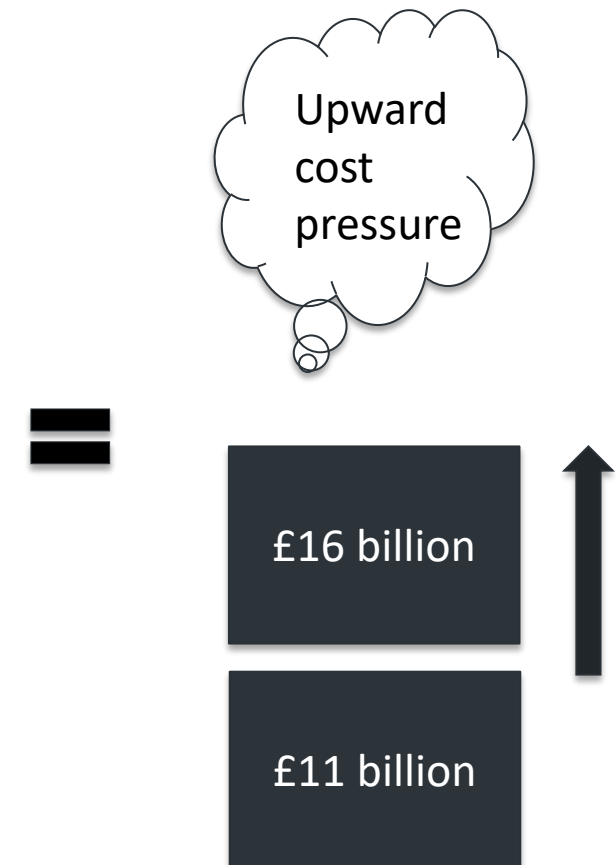 Upward
cost
pressure
=
£16 billion
£11 billion